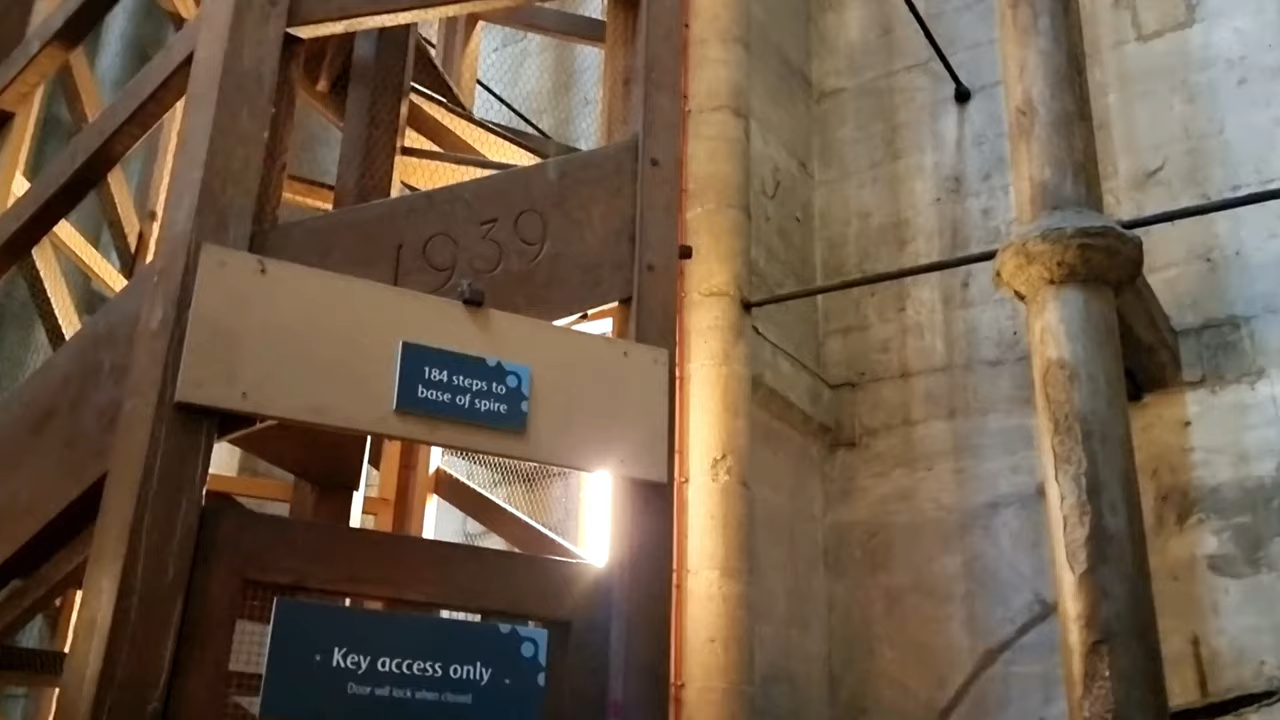 1939
184 steps to
base of spire
Key access only
Door will lock when closed